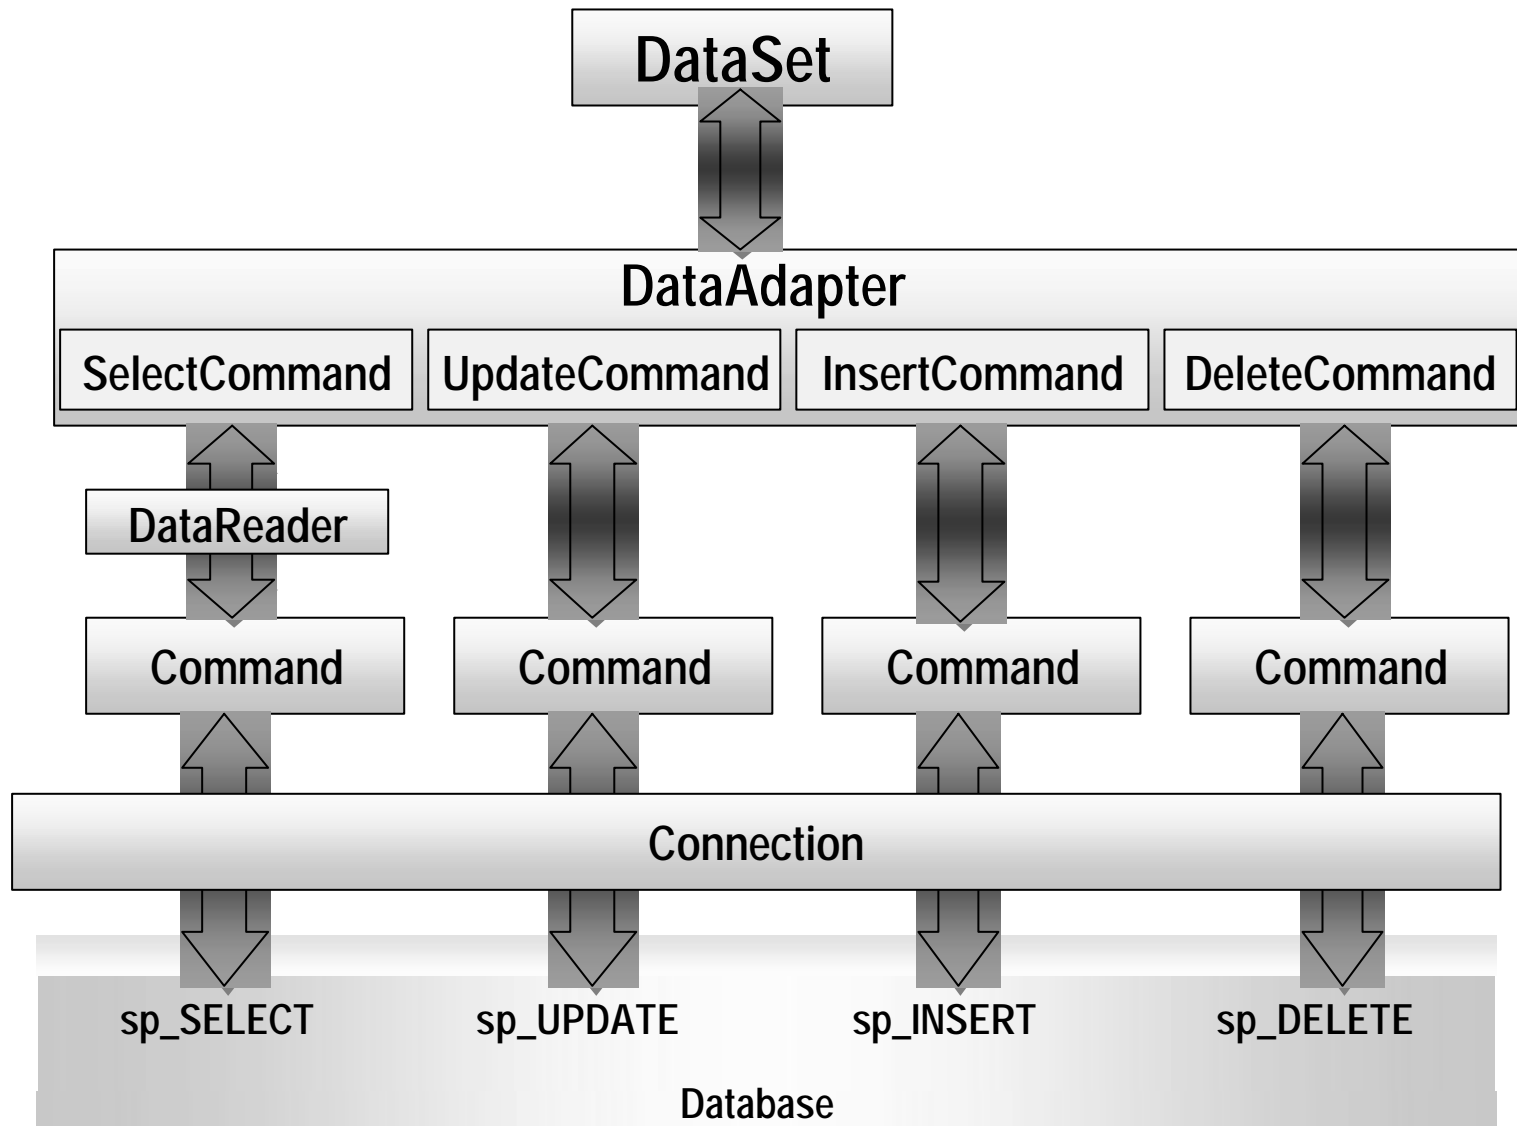 DataSet
DataAdapter
SelectCommand UpdateCommand InsertCommand DeleteCommand
DataReader
Command Command Command Command
Connection
sp_SELECT sp_UPDATE sp_INSERT sp_DELETE
Database